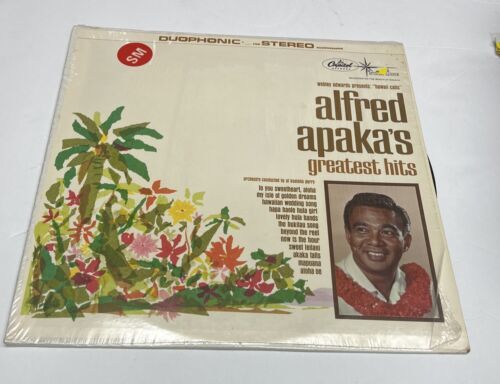 DUOPHONIC
STEREO
SM
Capitol
webley edwards presents: "hawaii calls"
alfred
apaka's
greatest hits
orchestra conducted by al kealoha perry
to you sweetheart, aloha
my isle of golden dreams
hawaiian wedding song
hapa haole hula girl
lovely hula hands
the hukilau song
beyond the reef
now is the hour
sweet leilani
akaka falls
mapuana
aloha oe